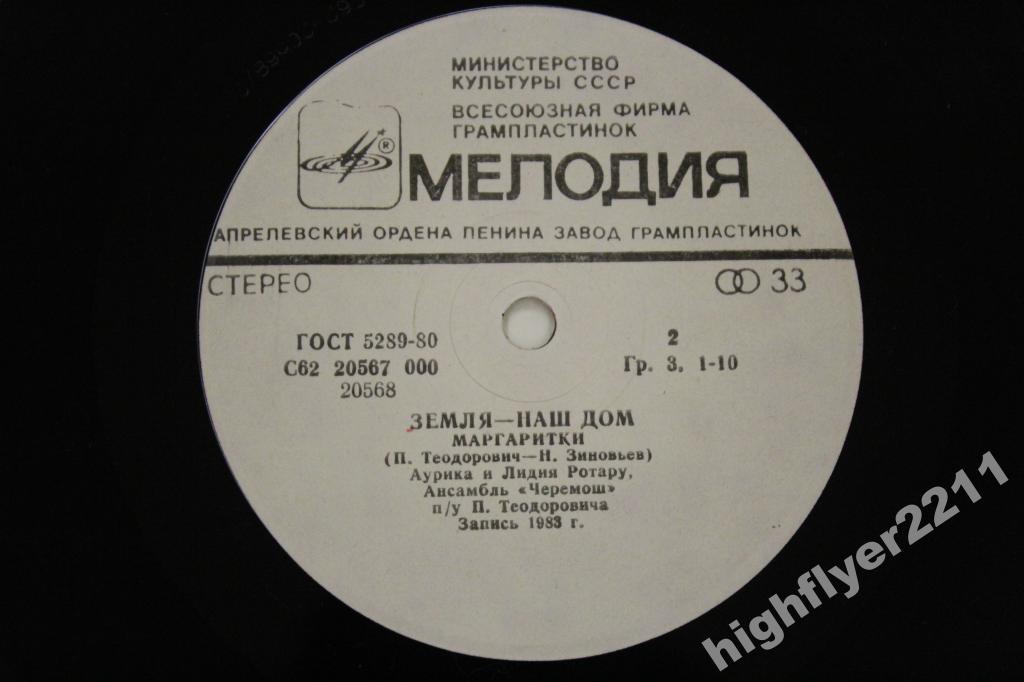 МИНИСТЕРСТВО
КУЛЬТУРЫ СССР
ВСЕСОЮЗНАЯ ФИРМА
ГРАМПЛАСТИНОК
®
МЕЛОДИЯ
АПРЕЛЕВСКИЙ ОРДЕНА ЛЕНИНА ЗАВОД ГРАМПЛАСТИНОК
СТЕРЕО 33
ГОСТ 5289-80 2
С62 20567 000 Гр. 3. 1-10
20568
ЗЕМЛЯ—НАШ ДОМ
МАРГАРИТКИ
(П. Теодорович—Н. Зиновьев)
Аурика и Лидия Ротару,
Ансамбль «Черемош»
п/у П. Теодоровича
Запись 1983 г.
highflyer2211